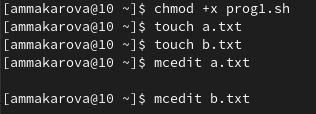 [ammakarova@10 ~]$ chmod +x prog1.sh
[ammakarova@10 ~]$ touch a.txt
[ammakarova@10 ~]$ touch b.txt
[ammakarova@10 ~]$ mcedit a.txt
[ammakarova@10 ~]$ mcedit b.txt